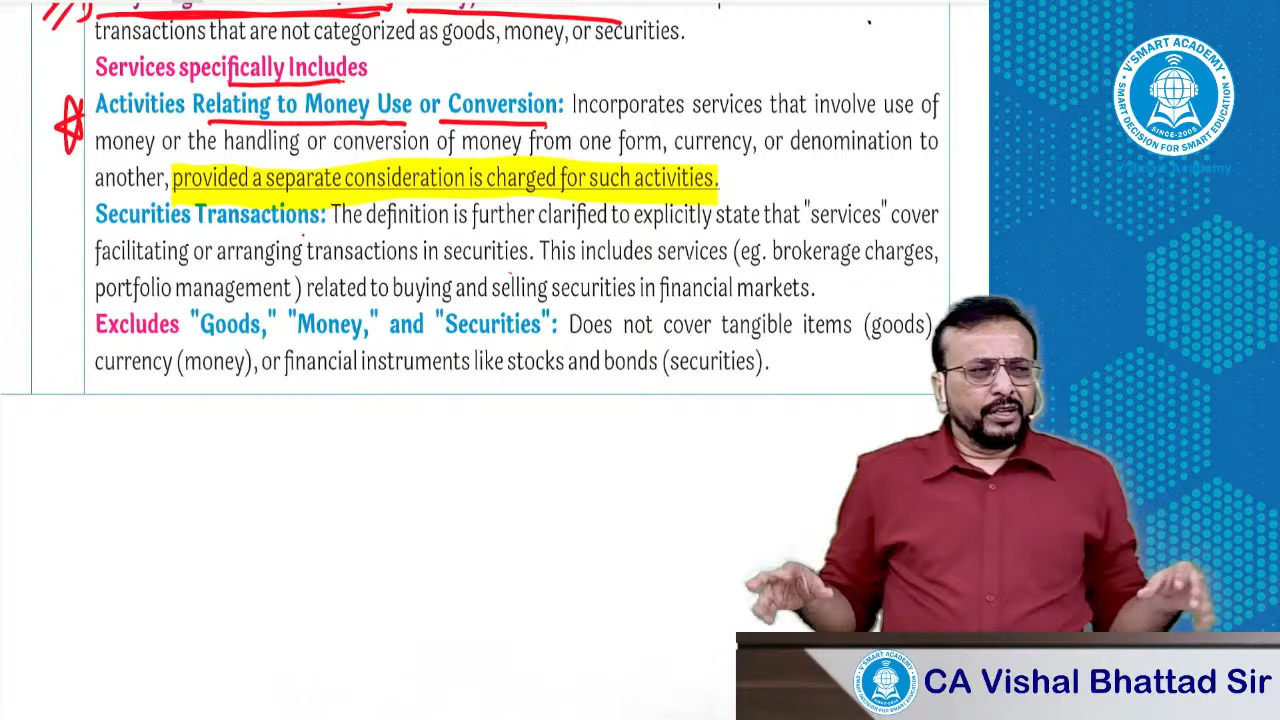 transactions that are not categorized as goods, money, or securities.
Services specifically Includes
Activities Relating to Money Use or Conversion: Incorporates services that involve use of
money or the handling or conversion of money from one form, currency, or denomination to
another, provided a separate consideration is charged for such activities.
Securities Transactions: The definition is further clarified to explicitly state that "services" cover
facilitating or arranging transactions in securities. This includes services (eg. brokerage charges,
portfolio management ) related to buying and selling securities in financial markets.
Excludes "Goods," "Money," and "Securities": Does not cover tangible items (goods),
currency (money), or financial instruments like stocks and bonds (securities).
V'SMART ACADEMY
SINCE-2005
SMART DECISION FOR SMART EDUCATION
V'Smart Academy
V'SMART ACADEMY
CA Vishal Bhattad Sir